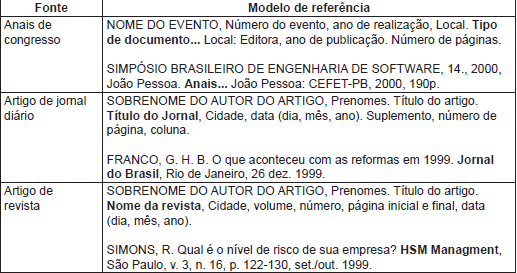 Fonte
Modelo de referência
Anais de
congresso
NOME DO EVENTO, Número do evento, ano de realização, Local. Tipo
de documento... Local: Editora, ano de publicação. Número de páginas.
SIMPÓSIO BRASILEIRO DE ENGENHARIA DE SOFTWARE, 14., 2000,
João Pessoa. Anais... João Pessoa: CEFET-PB, 2000, 190p.
Artigo de jornal
diário
SOBRENOME DO AUTOR DO ARTIGO, Prenomes. Título do artigo.
Título do Jornal, Cidade, data (dia, mês, ano). Suplemento, número de
página, coluna.
FRANCO, G. H. B. O que aconteceu com as reformas em 1999. Jornal
do Brasil, Rio de Janeiro, 26 dez. 1999.
Artigo de
revista
SOBRENOME DO AUTOR DO ARTIGO, Prenomes. Título do artigo.
Nome da revista, Cidade, volume, número, página inicial e final, data
(dia, mês, ano).
SIMONS, R. Qual é o nível de risco de sua empresa? HSM Managment,
São Paulo, v. 3, n. 16, p. 122-130, set./out. 1999.